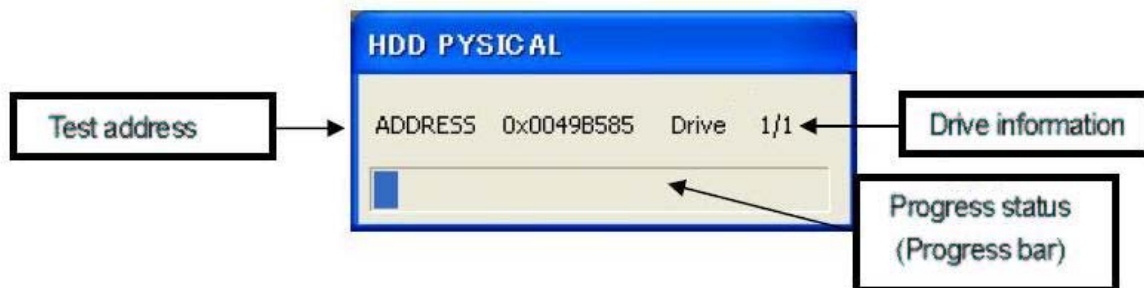 HDD PYSICAL
Test address
ADDRESS 0x0049B585 Drive 1/1
Drive information
Progress status
(Progress bar)